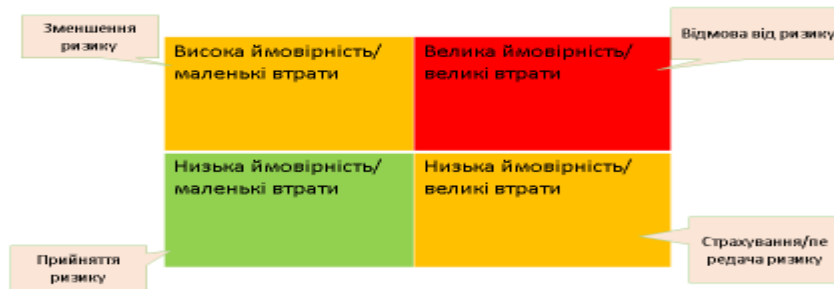 Зменшення
ризику
Висока ймовірність/
маленькі втрати
Велика ймовірність/
великі втрати
Відмова від ризику
Низька ймовірність/
маленькі втрати
Низька ймовірність/
великі втрати
Прийняття
ризику
Страхування/пе
редача ризику